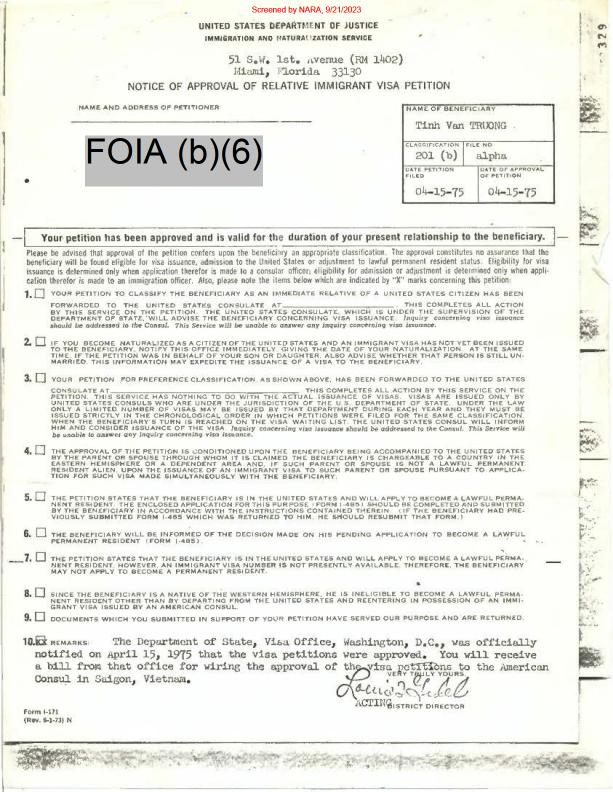 Screened by NARA, 9/21/2023
UNITED STATES DEPARTMENT OF JUSTICE
IMMIGRATION AND NATURALIZATION SERVICE
51 S.W. 1st. Avenue (RM 1402)
Miami, Florida 33130
NOTICE OF APPROVAL OF RELATIVE IMMIGRANT VISA PETITION
NAME AND ADDRESS OF PETITIONER
FOIA (b)(6)
NAME OF BENEFICIARY
Tinh Van TRUONG
CLASSIFICATION FILE NO
201 (b) alpha
DATE PETITION FILED DATE OF APPROVAL OF PETITION
04-15-75 04-15-75
Your petition has been approved and is valid for the duration of your present relationship to the beneficiary.
Please be advised that approval of the petition confers upon the beneficiary an appropriate classification. The approval constitutes no assurance that the
beneficiary will be found eligible for visa issuance, admission to the United States or adjustment to lawful permanent resident status. Eligibility for visa
issuance is determined only when application therefor is made to a consular officer; eligibility for admission or adjustment is determined only when appli-
cation therefor is made to an immigration officer. Also, please note the items below which are indicated by "X" marks concerning this petition:
1. YOUR PETITION TO CLASSIFY THE BENEFICIARY AS AN IMMEDIATE RELATIVE OF A UNITED STATES CITIZEN HAS BEEN
FORWARDED TO THE UNITED STATES CONSULATE AT THIS COMPLETES ALL ACTION
BY THIS SERVICE ON THE PETITION. THE UNITED STATES CONSULATE, WHICH IS UNDER THE SUPERVISION OF THE
DEPARTMENT OF STATE, WILL ADVISE THE BENEFICIARY CONCERNING VISA ISSUANCE. Inquiry concerning visa issuance
should be addressed to the Consul. This Service will be unable to answer any inquiry concerning visa issuance.
2. IF YOU BECOME NATURALIZED AS A CITIZEN OF THE UNITED STATES AND AN IMMIGRANT VISA HAS NOT YET BEEN ISSUED
TO THE BENEFICIARY, NOTIFY THIS OFFICE IMMEDIATELY, GIVING THE DATE OF YOUR NATURALIZATION. AT THE SAME
TIME, IF THE PETITION WAS IN BEHALF OF YOUR SON OR DAUGHTER, ALSO ADVISE WHETHER THAT PERSON IS STILL UN-
MARRIED. THIS INFORMATION MAY EXPEDITE THE ISSUANCE OF A VISA TO THE BENEFICIARY.
3. YOUR PETITION FOR PREFERENCE CLASSIFICATION, AS SHOWN ABOVE, HAS BEEN FORWARDED TO THE UNITED STATES
CONSULATE AT THIS COMPLETES ALL ACTION BY THIS SERVICE ON THE
PETITION. THIS SERVICE HAS NOTHING TO DO WITH THE ACTUAL ISSUANCE OF VISAS. VISAS ARE ISSUED ONLY BY
UNITED STATES CONSULS WHO ARE UNDER THE JURISDICTION OF THE U.S. DEPARTMENT OF STATE. UNDER THE LAW
ONLY A LIMITED NUMBER OF VISAS MAY BE ISSUED BY THAT DEPARTMENT DURING EACH YEAR AND THEY MUST BE
ISSUED STRICTLY IN THE CHRONOLOGICAL ORDER IN WHICH PETITIONS WERE FILED FOR THE SAME CLASSIFICATION.
WHEN THE BENEFICIARY'S TURN IS REACHED ON THE VISA WAITING LIST, THE UNITED STATES CONSUL WILL INFORM
HIM AND CONSIDER ISSUANCE OF THE VISA. Inquiry concerning visa issuance should be addressed to the Consul. This Service will
be unable to answer any inquiry concerning visa issuance.
4. THE APPROVAL OF THE PETITION IS CONDITIONED UPON THE BENEFICIARY BEING ACCOMPANIED TO THE UNITED STATES
BY THE PARENT OR SPOUSE THROUGH WHOM IT IS CLAIMED THE BENEFICIARY IS CHARGEABLE TO A COUNTRY IN THE
EASTERN HEMISPHERE OR A DEPENDENT AREA AND, IF SUCH PARENT OR SPOUSE IS NOT A LAWFUL PERMANENT
RESIDENT ALIEN, UPON THE ISSUANCE OF AN IMMIGRANT VISA TO SUCH PARENT OR SPOUSE PURSUANT TO APPLICA-
TION FOR SUCH VISA MADE SIMULTANEOUSLY WITH THE BENEFICIARY.
5. THE PETITION STATES THAT THE BENEFICIARY IS IN THE UNITED STATES AND WILL APPLY TO BECOME A LAWFUL PERMA-
NENT RESIDENT. THE ENCLOSED APPLICATION FOR THIS PURPOSE (FORM I-485) SHOULD BE COMPLETED AND SUBMITTED
BY THE BENEFICIARY IN ACCORDANCE WITH THE INSTRUCTIONS CONTAINED THEREIN. (IF THE BENEFICIARY HAD PRE-
VIOUSLY SUBMITTED FORM I-485 WHICH WAS RETURNED TO HIM, HE SHOULD RESUBMIT THAT FORM.)
6. THE BENEFICIARY WILL BE INFORMED OF THE DECISION MADE ON HIS PENDING APPLICATION TO BECOME A LAWFUL
PERMANENT RESIDENT (FORM I-485).
7. THE PETITION STATES THAT THE BENEFICIARY IS IN THE UNITED STATES AND WILL APPLY TO BECOME A LAWFUL PERMA-
NENT RESIDENT. HOWEVER, AN IMMIGRANT VISA NUMBER IS NOT PRESENTLY AVAILABLE. THEREFORE, THE BENEFICIARY
MAY NOT APPLY TO BECOME A PERMANENT RESIDENT.
8. SINCE THE BENEFICIARY IS A NATIVE OF THE WESTERN HEMISPHERE, HE IS INELIGIBLE TO BECOME A LAWFUL PERMA-
NENT RESIDENT OTHER THAN BY DEPARTING FROM THE UNITED STATES AND REENTERING IN POSSESSION OF AN IMMI-
GRANT VISA ISSUED BY AN AMERICAN CONSUL.
9. DOCUMENTS WHICH YOU SUBMITTED IN SUPPORT OF YOUR PETITION HAVE SERVED OUR PURPOSE AND ARE RETURNED.
10. XX REMARKS: The Department of State, Visa Office, Washington, D.C., was officially
notified on April 15, 1975 that the visa petitions were approved. You will receive
a bill from that office for wiring the approval of the visa petitions to the American
Consul in Saigon, Vietnam.
VERY TRULY YOURS,
ACTING DISTRICT DIRECTOR
Form I-171
(Rev. 5-1-73) N
329